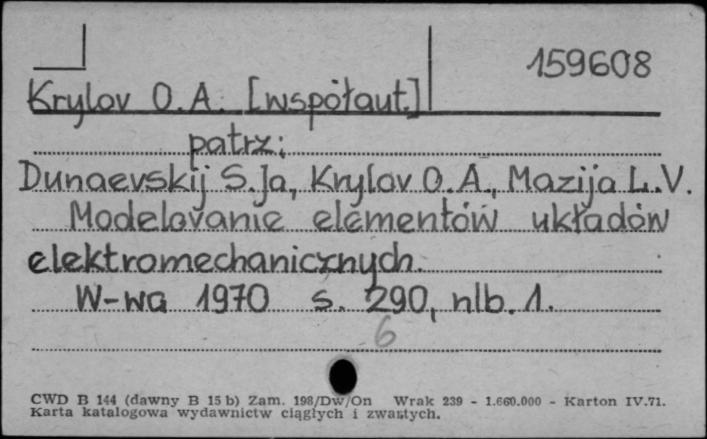 159608
Krylov O.A. [współaut.]
patrz:
Dunaevskij S.Ja, Krylov O.A., Mazija L.V.
Modelovanie elementów układów
elektromechanicznych.
W-wa 1970 s. 290, nlb. 1.
6
CWD B 144 (dawny B 15 b) Zam. 198/Dw/On Wrak 239 - 1.660.000 - Karton IV.71.
Karta katalogowa wydawnictw ciągłych i zwartych.